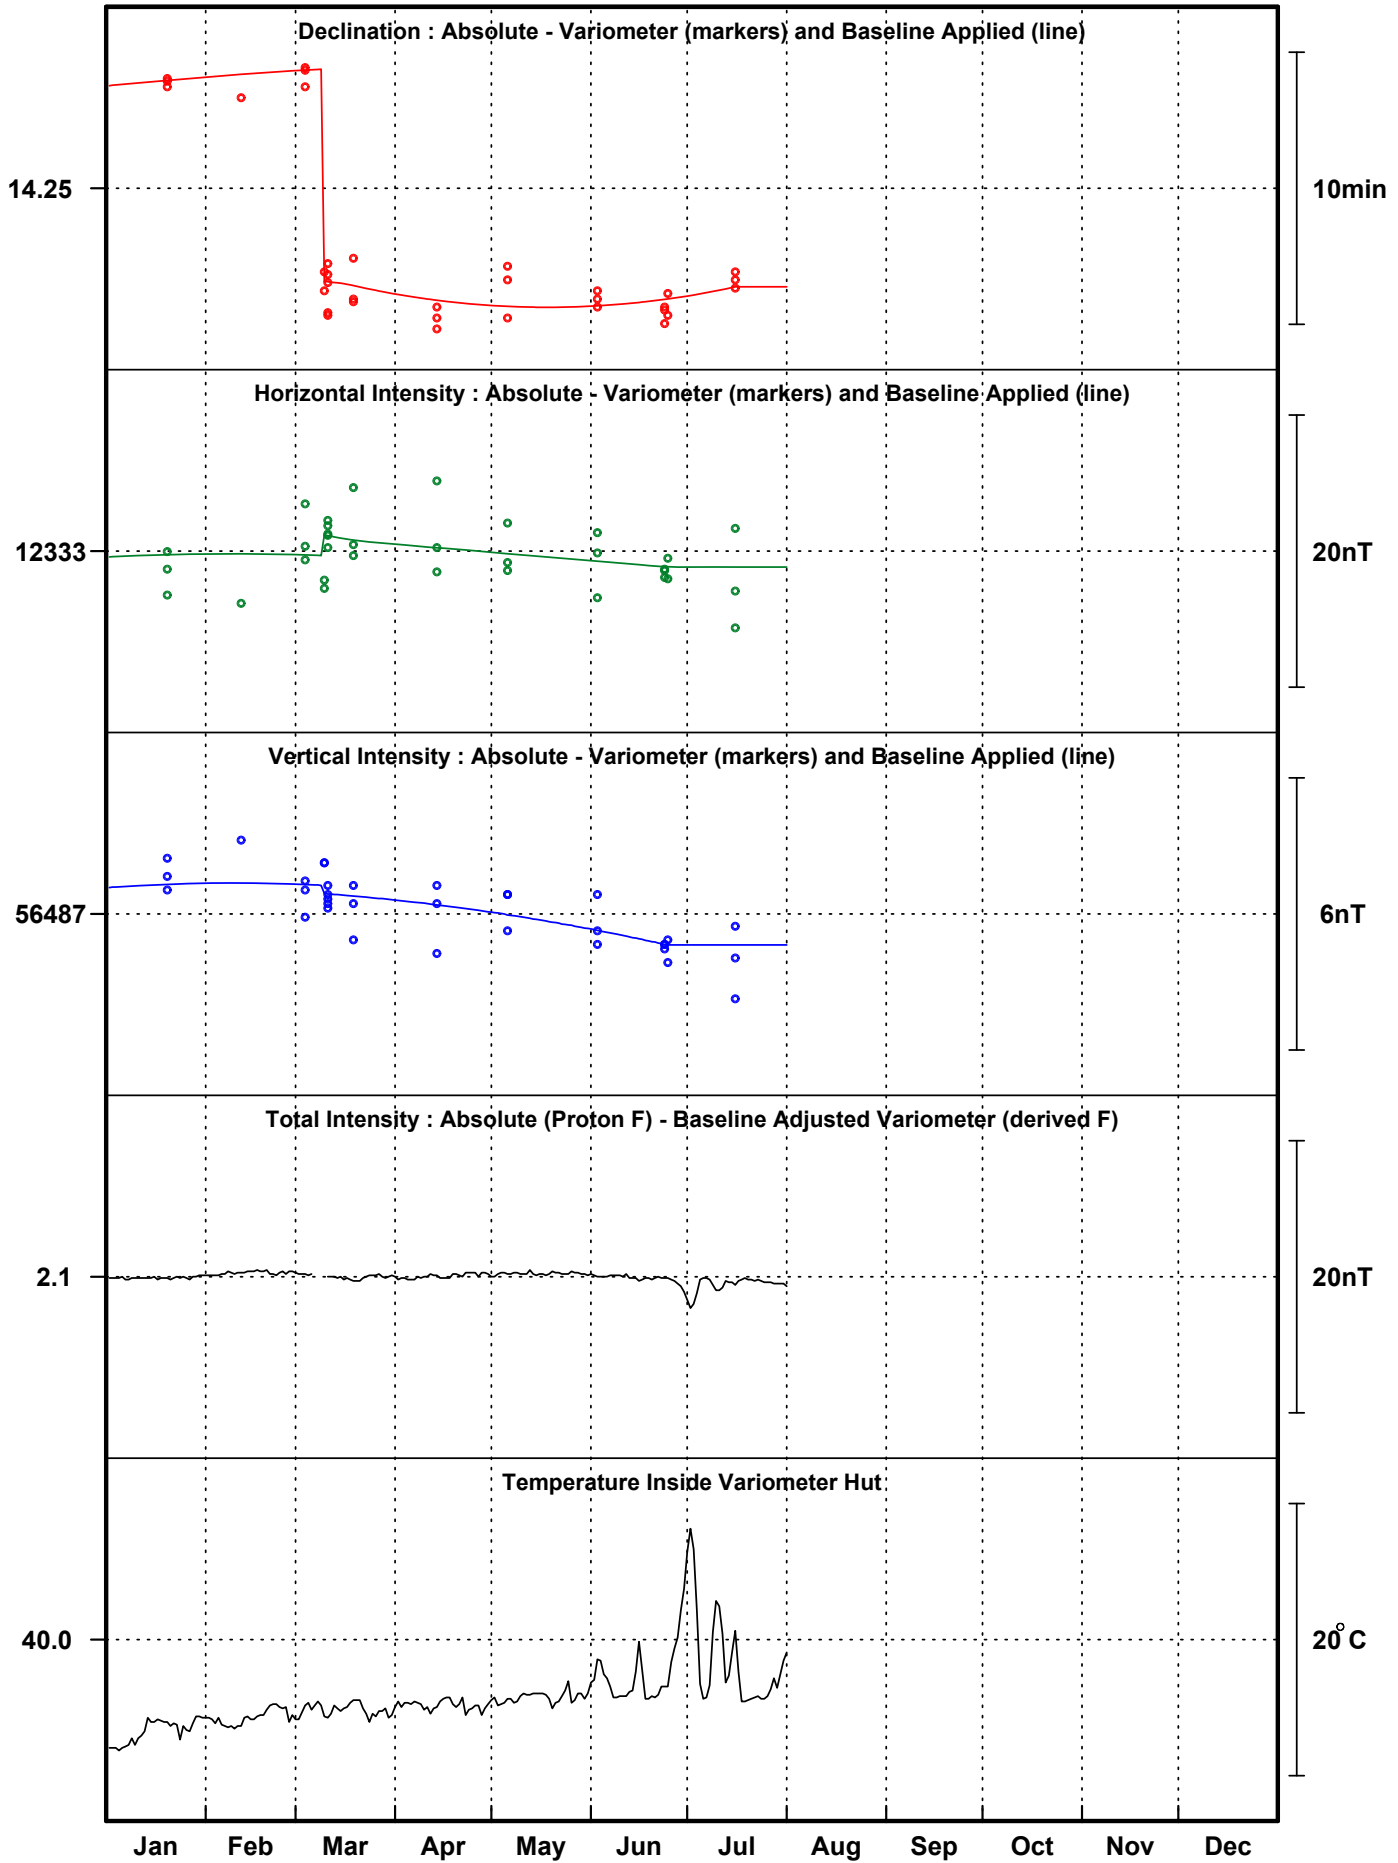 Declination : Absolute - Variometer (markers) and Baseline Applied (line)
14.25
10min
Horizontal Intensity : Absolute - Variometer (markers) and Baseline Applied (line)
12333
20nT
Vertical Intensity : Absolute - Variometer (markers) and Baseline Applied (line)
56487
6nT
Total Intensity : Absolute (Proton F) - Baseline Adjusted Variometer (derived F)
2.1
20nT
Temperature Inside Variometer Hut
40.0
20°C
Jan Feb Mar Apr May Jun Jul Aug Sep Oct Nov Dec